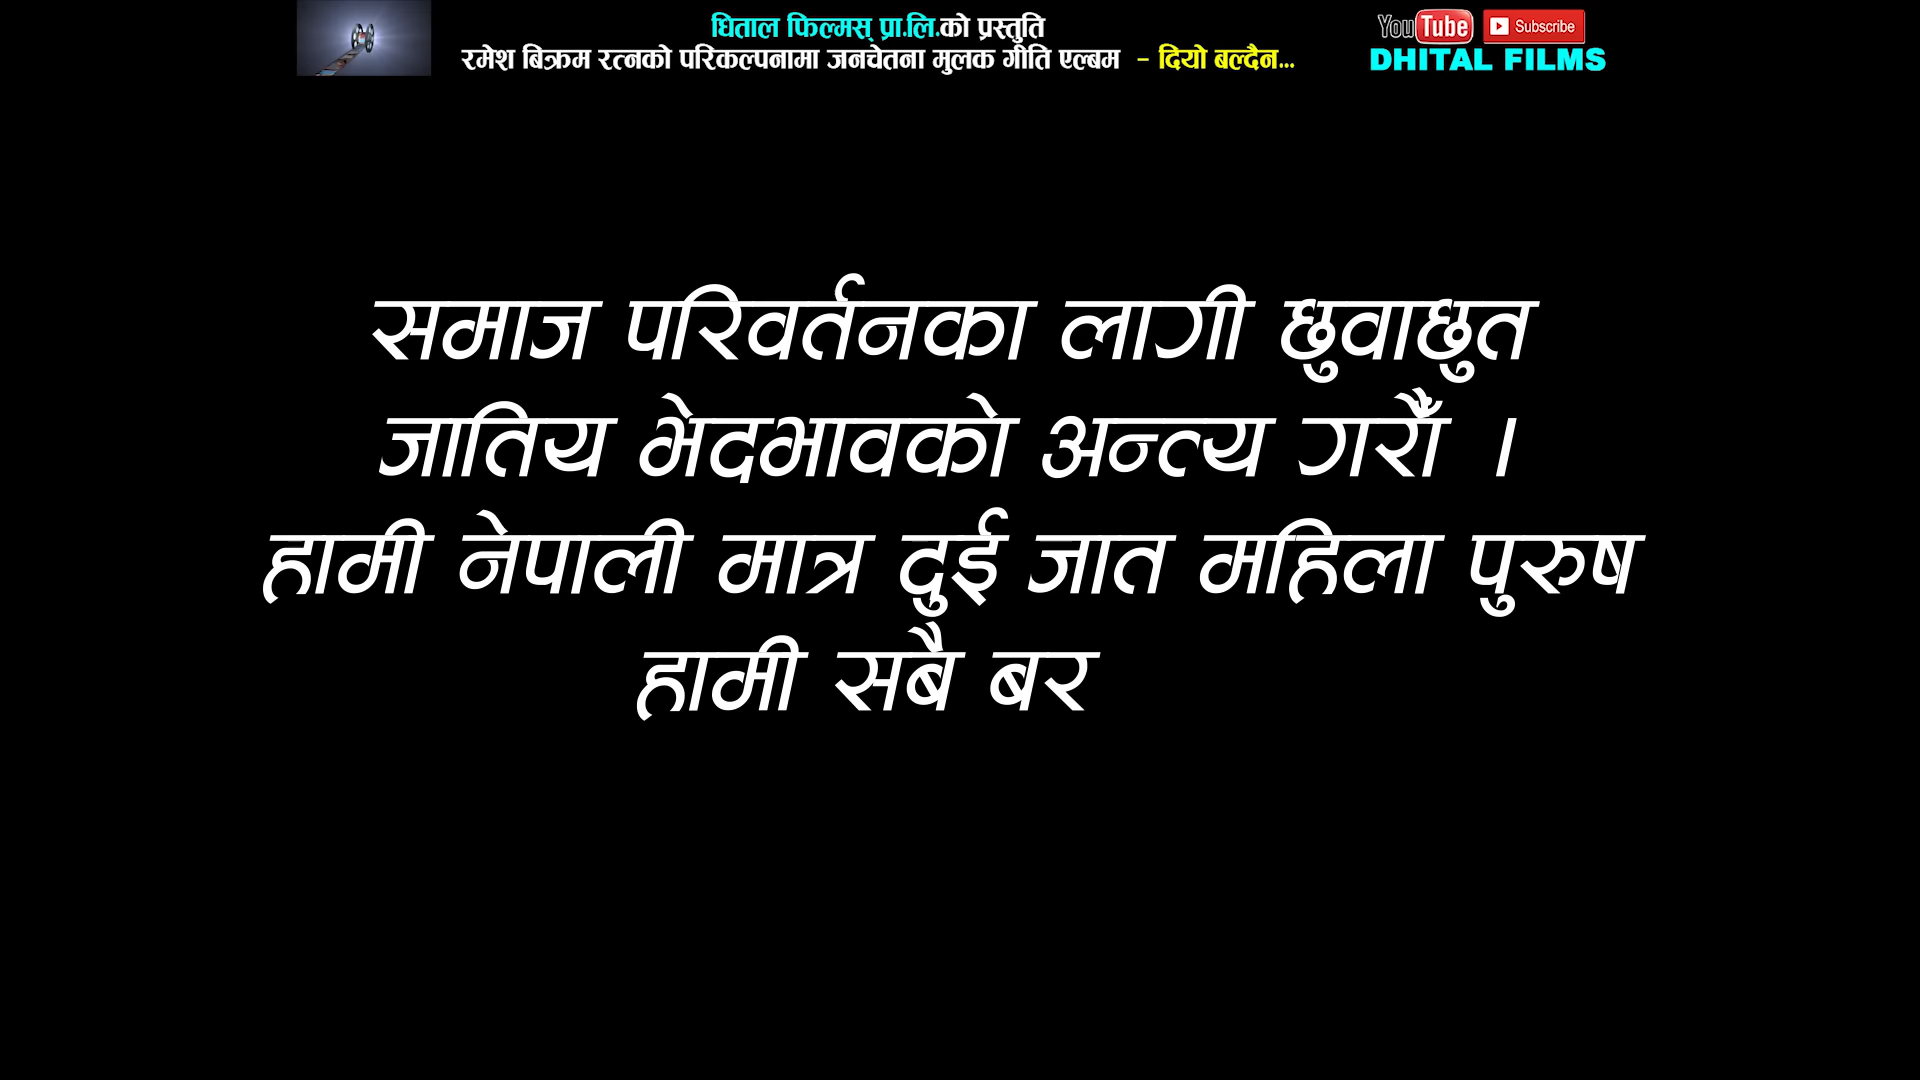 धिताल फिल्मस् प्रा.लि.को प्रस्तुति
रमेश बिक्रम रत्नको परिकल्पनामा जनचेतना मुलक गीति एल्बम - दियो बल्दैन...
YouTube Subscribe
DHITAL FILMS
समाज परिवर्तनका लागी छुवाछुत
जातिय भेदभावको अन्त्य गरौँ ।
हामी नेपाली मात्र दुई जात महिला पुरुष
हामी सबै बर